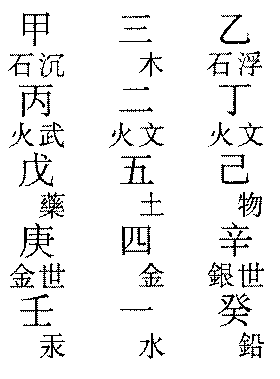 乙浮石丁文火己物辛世銀癸鉛
三木二文火五土四金一水
甲沉石丙武火戊藥庚世金壬汞